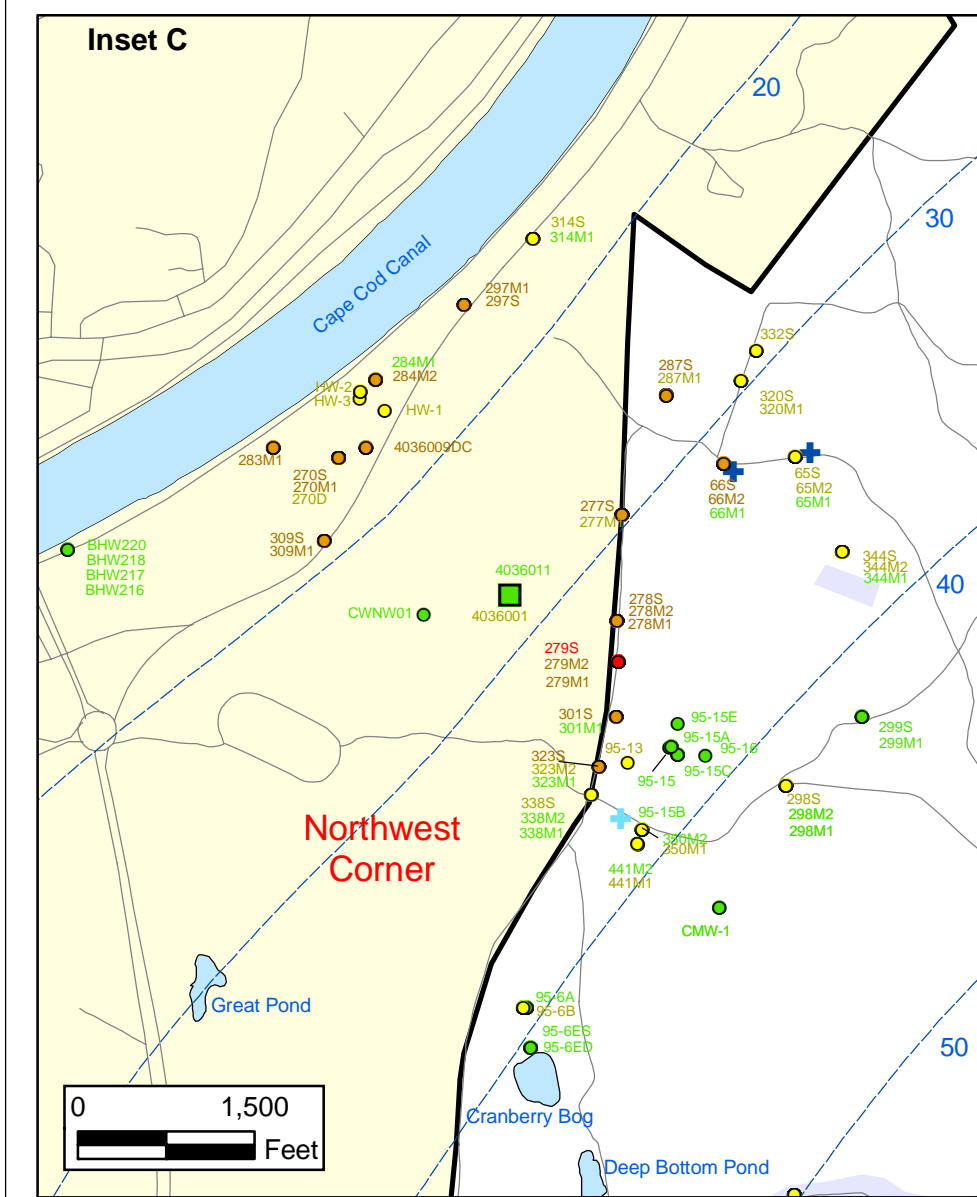 Inset C
20
30
314S
314M1
Cape Cod Canal
297M1
297S
332S
284M1
284M2
287S
287M1
HW-2
HW-3
HW-1
320S
320M1
283M1
4036009DC
270S
270M1
270D
66S
66M2
66M1
65S
65M2
65M1
277S
309S
309M1
BHW220
BHW218
BHW217
BHW216
4036011
4036001
CWNW01
344S
344M2
344M1
40
278S
278M2
278M1
279S
279M2
279M1
301S
301M1
95-15E
95-15A
95-16
95-13
95-15
95-15C
299S
299M1
323S
323M2
323M1
338S
338M2
338M1
95-15B
350M1
298S
298M2
298M1
Northwest
Corner
441M2
441M1
CMW-1
Great Pond
95-6A
95-6B
95-6ES
95-6ED
50
Cranberry Bog
0 1,500
Feet
Deep Bottom Pond